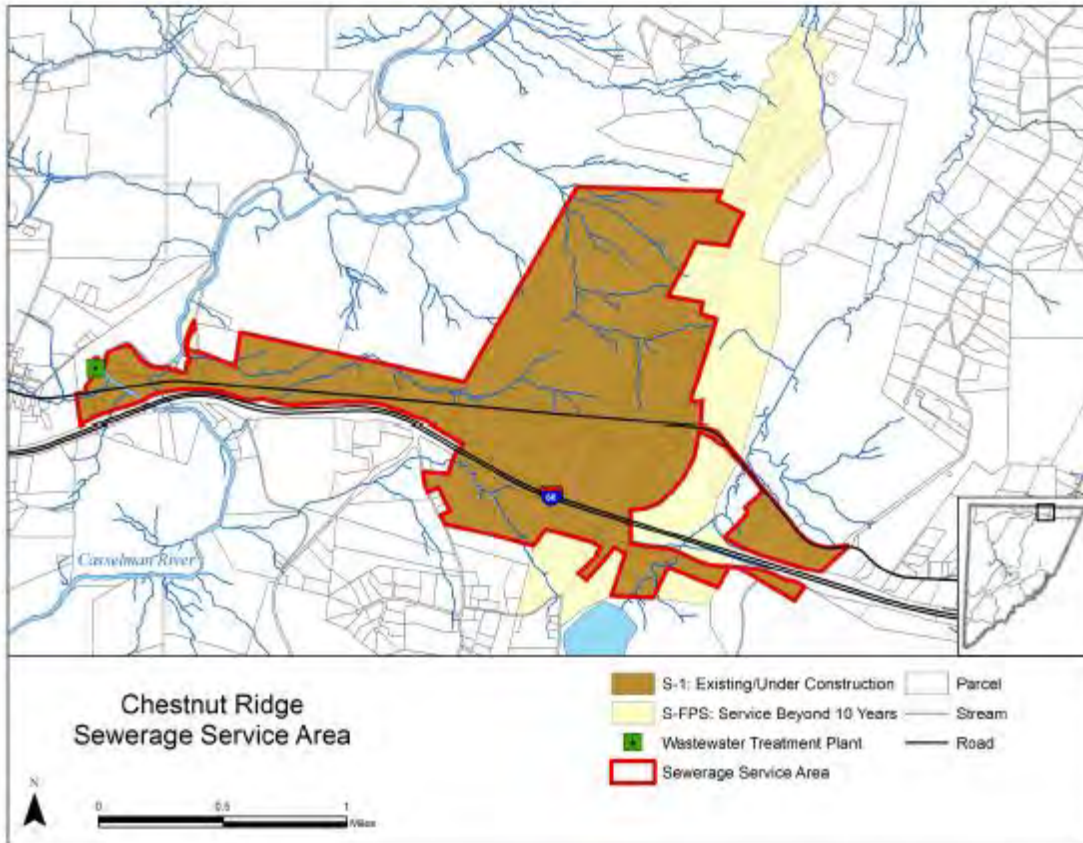 68
Casselman River
Chestnut Ridge
Sewerage Service Area
N
0 0.5 1
Miles
S-1: Existing/Under Construction
S-FPS: Service Beyond 10 Years
Wastewater Treatment Plant
Sewerage Service Area
Parcel
Stream
Road